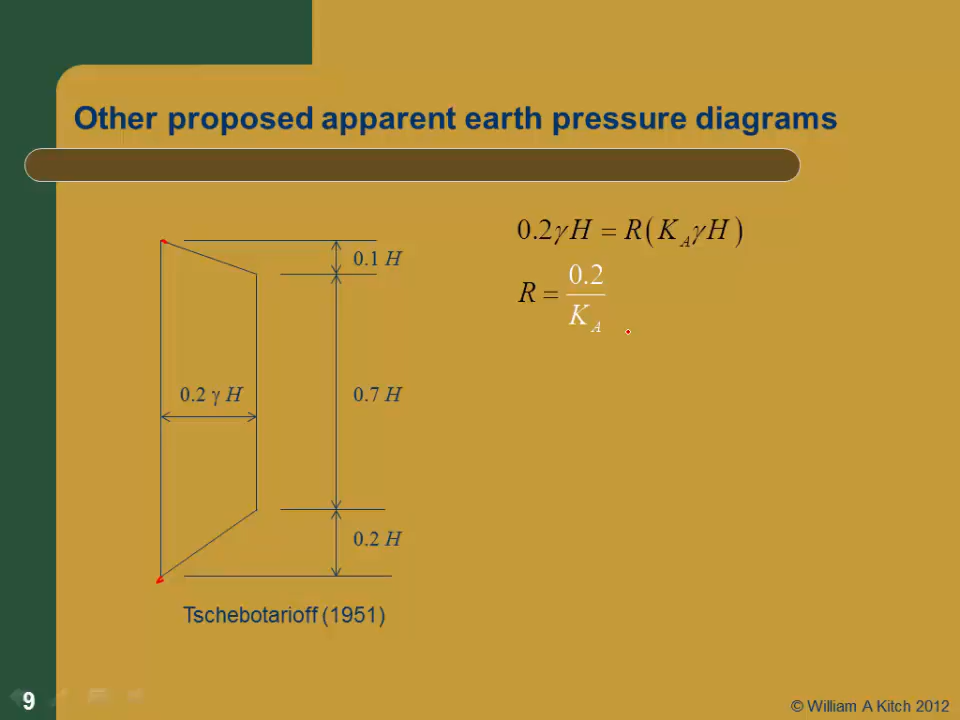 Other proposed apparent earth pressure diagrams
0.2γH = R(K_AγH)
R = 0.2/K_A
0.1 H
0.2 γ H
0.7 H
0.2 H
Tschebotarioff (1951)
9
© William A Kitch 2012